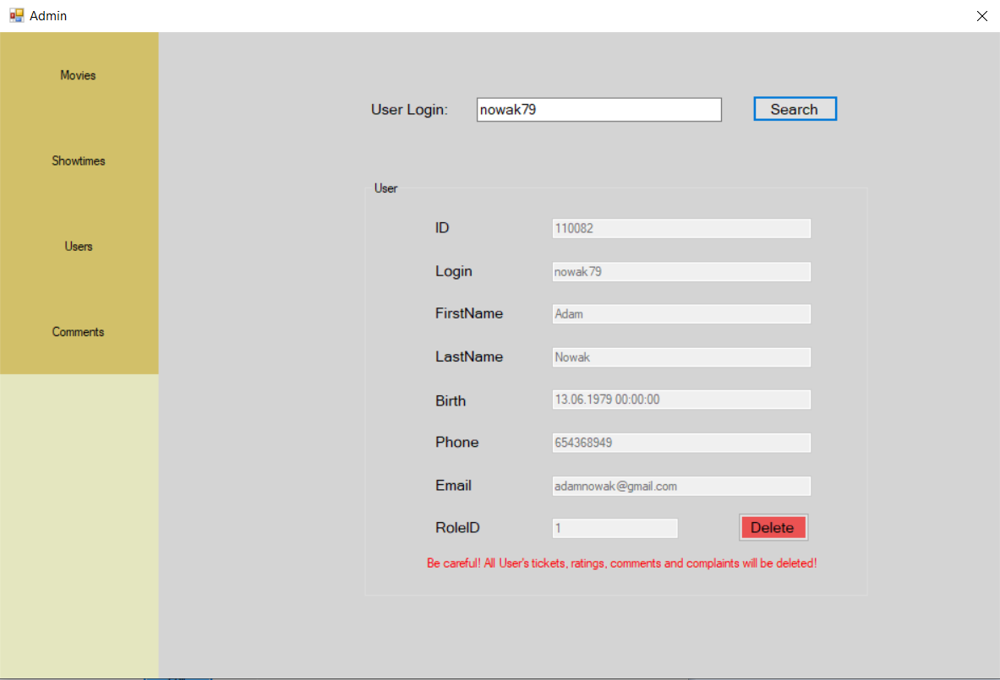 Admin
Movies
Showtimes
Users
Comments
User Login: nowak79 Search
User
ID 110082
Login nowak79
FirstName Adam
LastName Nowak
Birth 13.06.1979 00:00:00
Phone 654368949
Email adamnowak@gmail.com
RoleID 1 Delete
Be careful! All User's tickets, ratings, comments and complaints will be deleted!